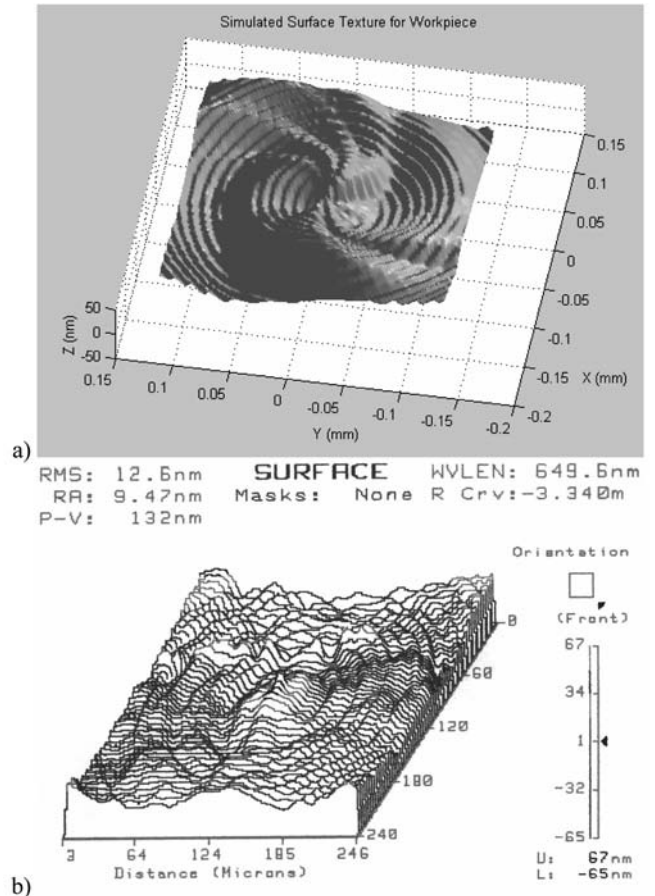 a)
Simulated Surface Texture for Workpiece
0.15
0.1
0.05
0
-0.05
-0.1
-0.15
-0.2
X (mm)
50
0
-50
Z (nm)
0.15
0.1
0.05
0
-0.05
-0.1
-0.15
-0.2
Y (mm)
b)
RMS: 12.6nm SURFACE WVLEN: 649.6nm
RA: 9.47nm Masks: None R Crv:-3.340m
P-V: 132nm
Orientation
(Front)
67
34
1
-32
-65
U: 67nm
L: -65nm
0
60
120
180
240
3 64 124 185 246
Distance (Microns)